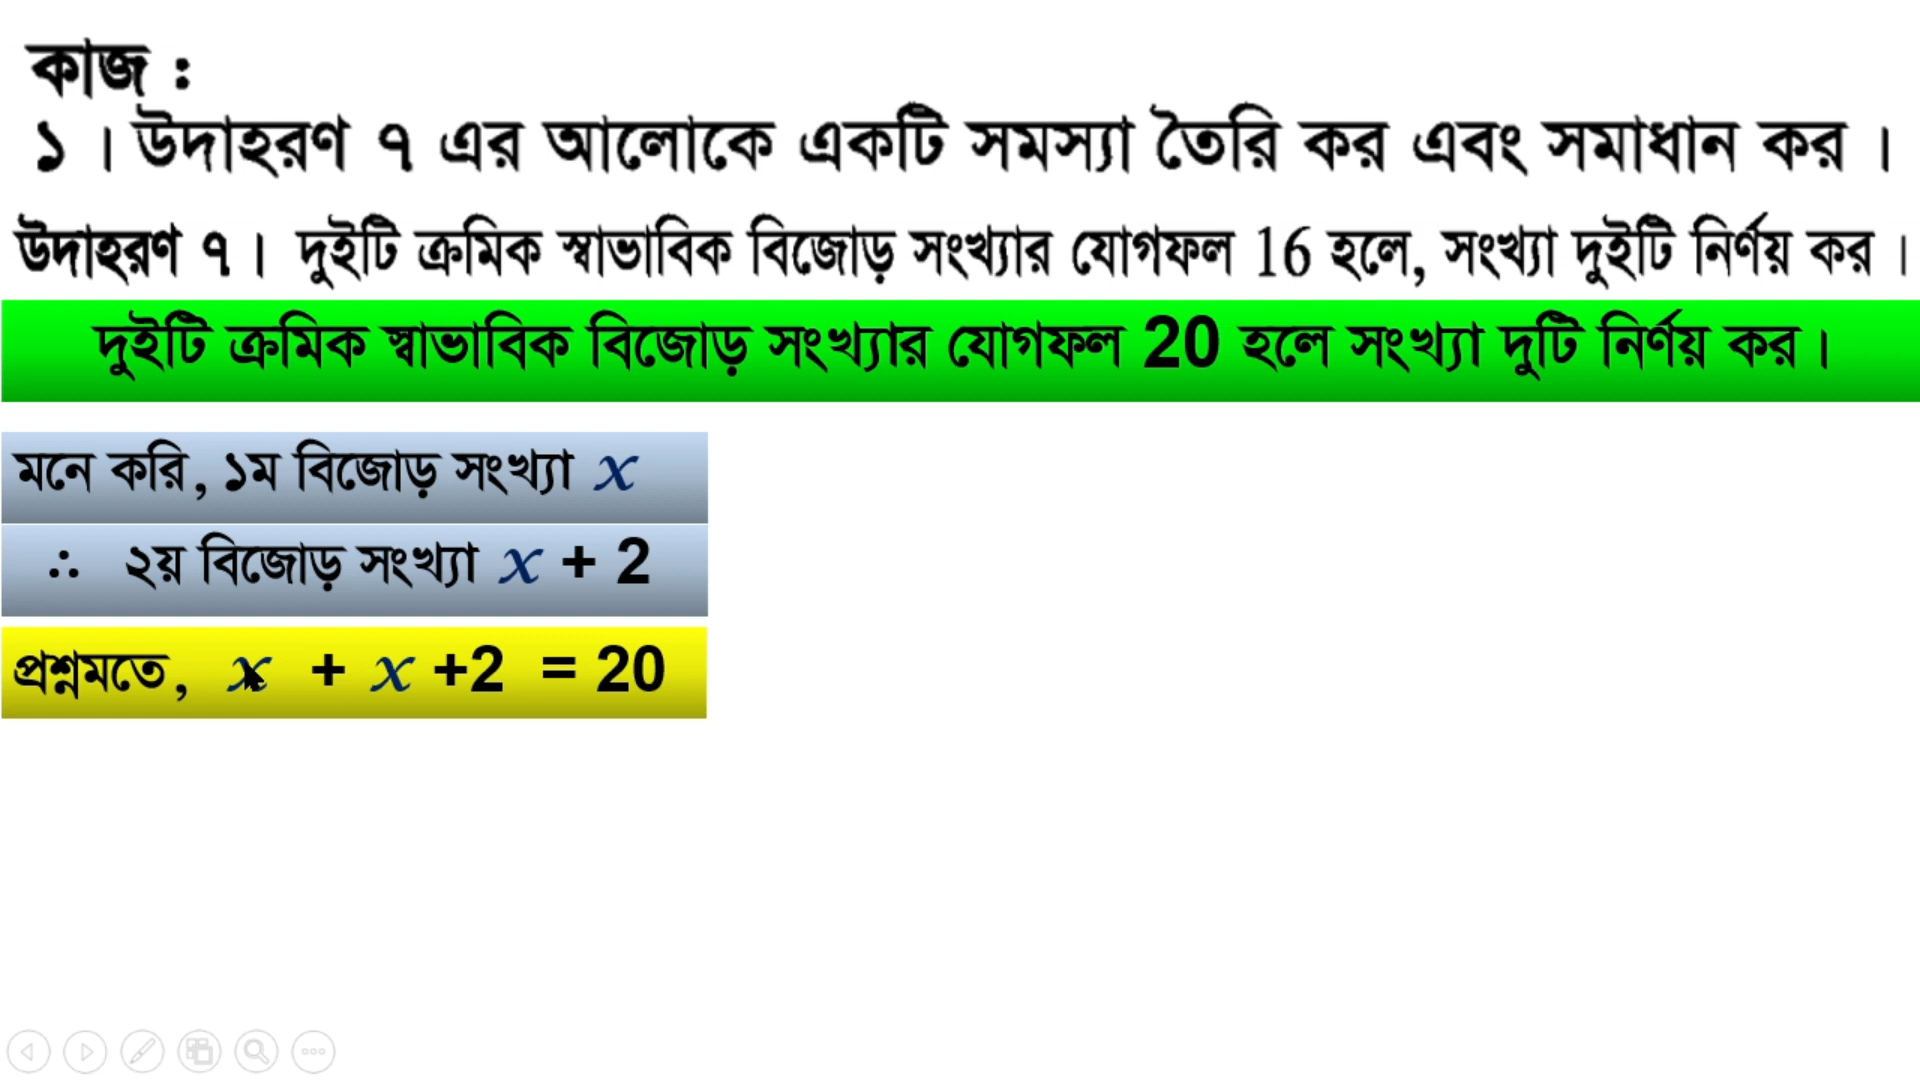 কাজ :
১। উদাহরণ ৭ এর আলোকে একটি সমস্যা তৈরি কর এবং সমাধান কর।
উদাহরণ ৭। দুইটি ক্রমিক স্বাভাবিক বিজোড় সংখ্যার যোগফল 16 হলে, সংখ্যা দুইটি নির্ণয় কর।
দুইটি ক্রমিক স্বাভাবিক বিজোড় সংখ্যার যোগফল 20 হলে সংখ্যা দুটি নির্ণয় কর।
মনে করি, ১ম বিজোড় সংখ্যা x
∴ ২য় বিজোড় সংখ্যা x + 2
প্রশ্নমতে, x + x +2 = 20